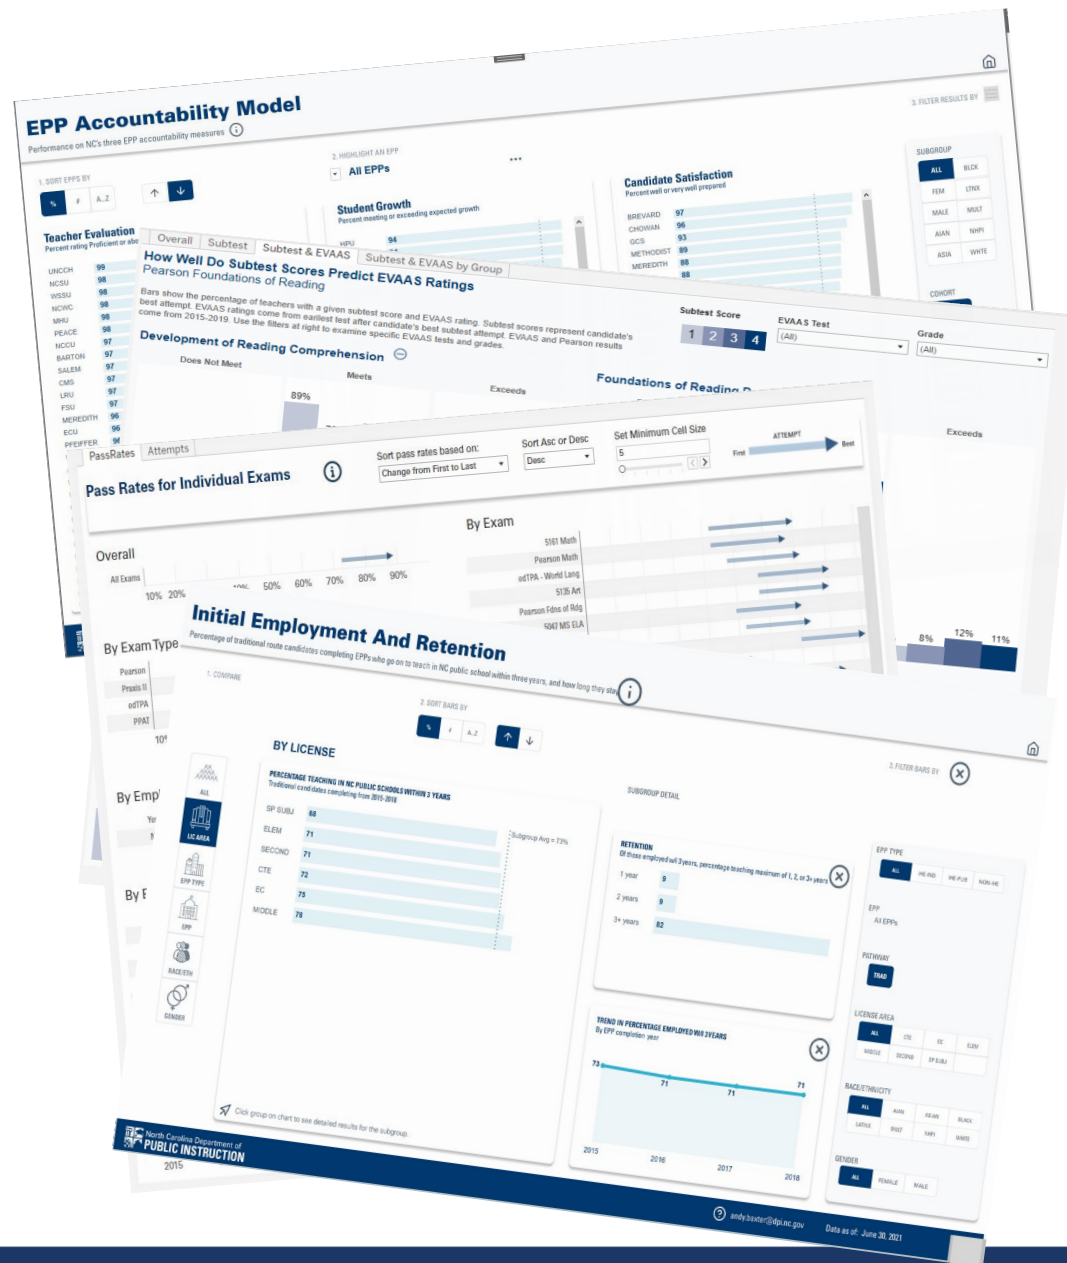 EPP Accountability Model
Performance on NC's three EPP accountability measures
3. FILTER RESULTS BY
1. SORT EPPS BY
% # A..Z
2. HIGHLIGHT AN EPP
All EPPs
SUBGROUP
ALL BLCK
FEM LTNX
MALE MULT
AIAN NHPI
ASIA WHTE
COHORT
Teacher Evaluation
Percent rating Proficient or abo
UNCCH 99
NCSU 98
WSSU 98
NCWC 98
MHU 98
PEACE 98
NCCU 97
BARTON 97
SALEM 97
CMS 97
LRU 97
FSU 97
MEREDITH 96
ECU 96
PFEIFFER
Student Growth
Percent meeting or exceeding expected growth
HPU 94
Candidate Satisfaction
Percent well or very well prepared
BREVARD 97
CHOWAN 96
GCS 93
METHODIST 89
MEREDITH 88
88
Overall Subtest Subtest & EVAAS Subtest & EVAAS by Group
How Well Do Subtest Scores Predict EVAAS Ratings
Pearson Foundations of Reading
Bars show the percentage of teachers with a given subtest score and EVAAS rating. Subtest scores represent candidate's
best attempt. EVAAS ratings come from earliest test after candidate's best subtest attempt. EVAAS and Pearson results
come from 2015-2019. Use the filters at right to examine specific EVAAS tests and grades.
Subtest Score
1 2 3 4
EVAAS Test
(All)
Grade
(All)
Development of Reading Comprehension
Does Not Meet Meets Exceeds
89%
Foundations of Reading
Exceeds
8% 12% 11%
PassRates Attempts
Pass Rates for Individual Exams
Sort pass rates based on:
Change from First to Last
Sort Asc or Desc
Desc
Set Minimum Cell Size
5
ATTEMPT
First Best
Overall
All Exams
10% 20% 50% 60% 70% 80% 90%
By Exam
5161 Math
Pearson Math
edTPA - World Lang
5135 Art
Pearson Fdns of Rdg
5047 MS ELA
By Exam Type
Pearson
Praxis II
edTPA
PPAT
By Emp
By E
2015
Initial Employment And Retention
Percentage of traditional route candidates completing EPPs who go on to teach in NC public school within three years, and how long they stay
1. COMPARE
2. SORT BARS BY
% # A..Z
3. FILTER BARS BY
ALL
LIC AREA
EPP TYPE
EPP
RACE/ETH
GENDER
BY LICENSE
PERCENTAGE TEACHING IN NC PUBLIC SCHOOLS WITHIN 3 YEARS
Traditional candidates completing from 2015-2018
Subgroup Avg = 73%
SP SUBJ 68
ELEM 71
SECOND 71
CTE 72
EC 75
MIDDLE 78
Click group on chart to see detailed results for the subgroup.
SUBGROUP DETAIL
RETENTION
Of those employed w/i 3 years, percentage teaching maximum of 1, 2, or 3+ years
1 year 9
2 years 9
3+ years 82
TREND IN PERCENTAGE EMPLOYED W/I 3 YEARS
By EPP completion year
73 71 71 71
2015 2016 2017 2018
EPP TYPE
ALL IHE-IND IHE-PUB NON-IHE
EPP
All EPPs
PATHWAY
TRAD
LICENSE AREA
ALL CTE EC ELEM
MIDDLE SECOND SP SUBJ
RACE/ETHNICITY
ALL AIAN ASIAN BLACK
LATINX MULT NHPI WHITE
GENDER
ALL FEMALE MALE
North Carolina Department of
PUBLIC INSTRUCTION
andy.baxter@dpi.nc.gov
Data as of: June 30, 2021